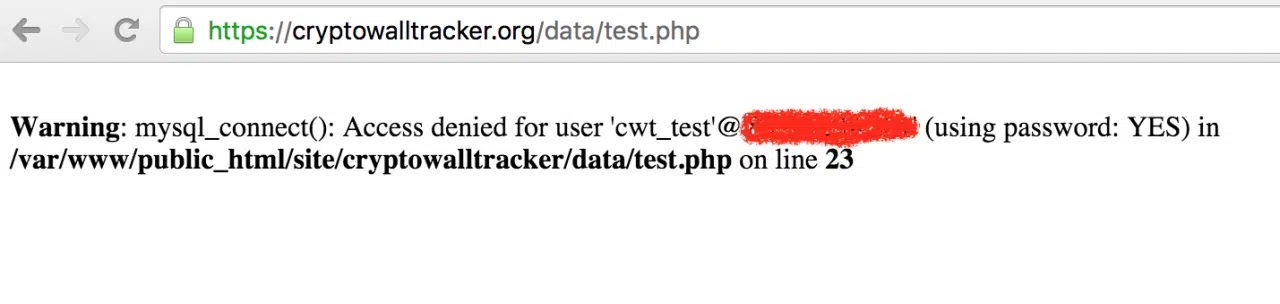 https://cryptowalltracker.org/data/test.php
Warning: mysql_connect(): Access denied for user 'cwt_test'@ (using password: YES) in
/var/www/public_html/site/cryptowalltracker/data/test.php on line 23